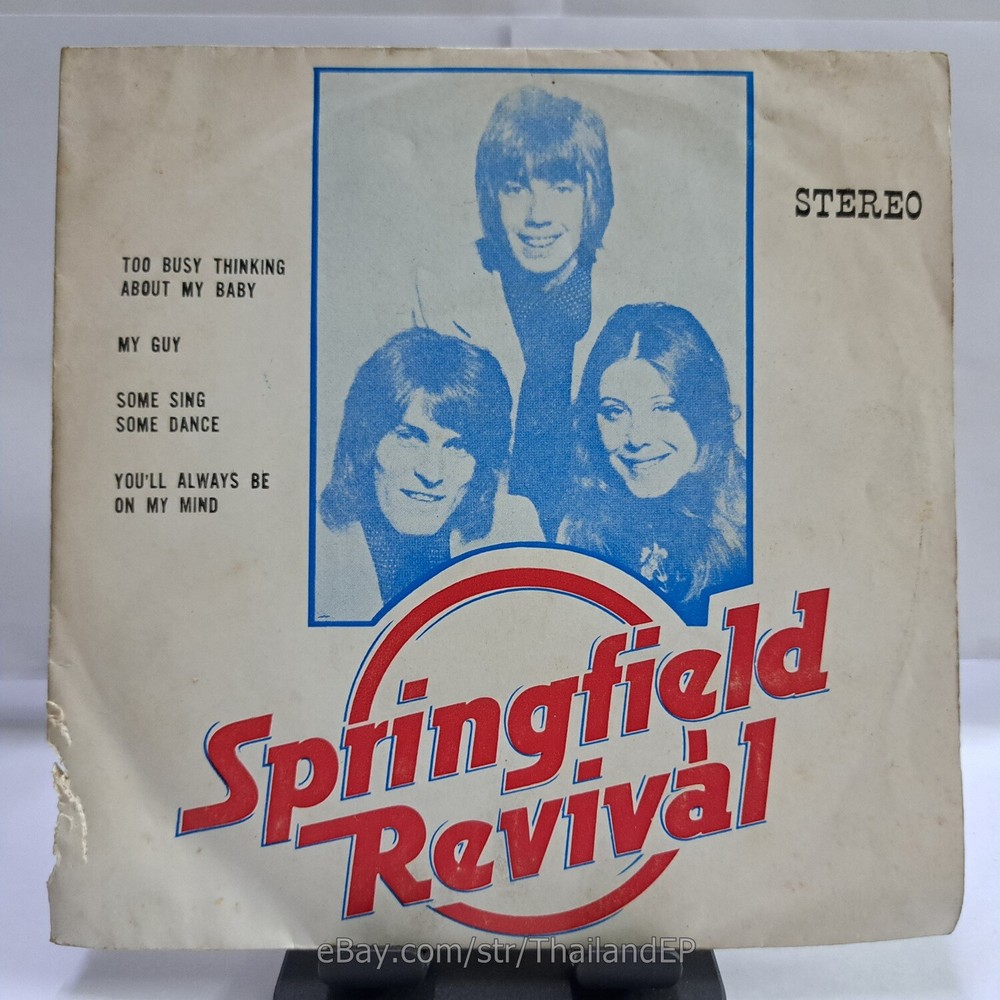 STEREO
TOO BUSY THINKING
ABOUT MY BABY
MY GUY
SOME SING
SOME DANCE
YOU'LL ALWAYS BE
ON MY MIND
Springfield
Revival
eBay.com/str/ThailandEP